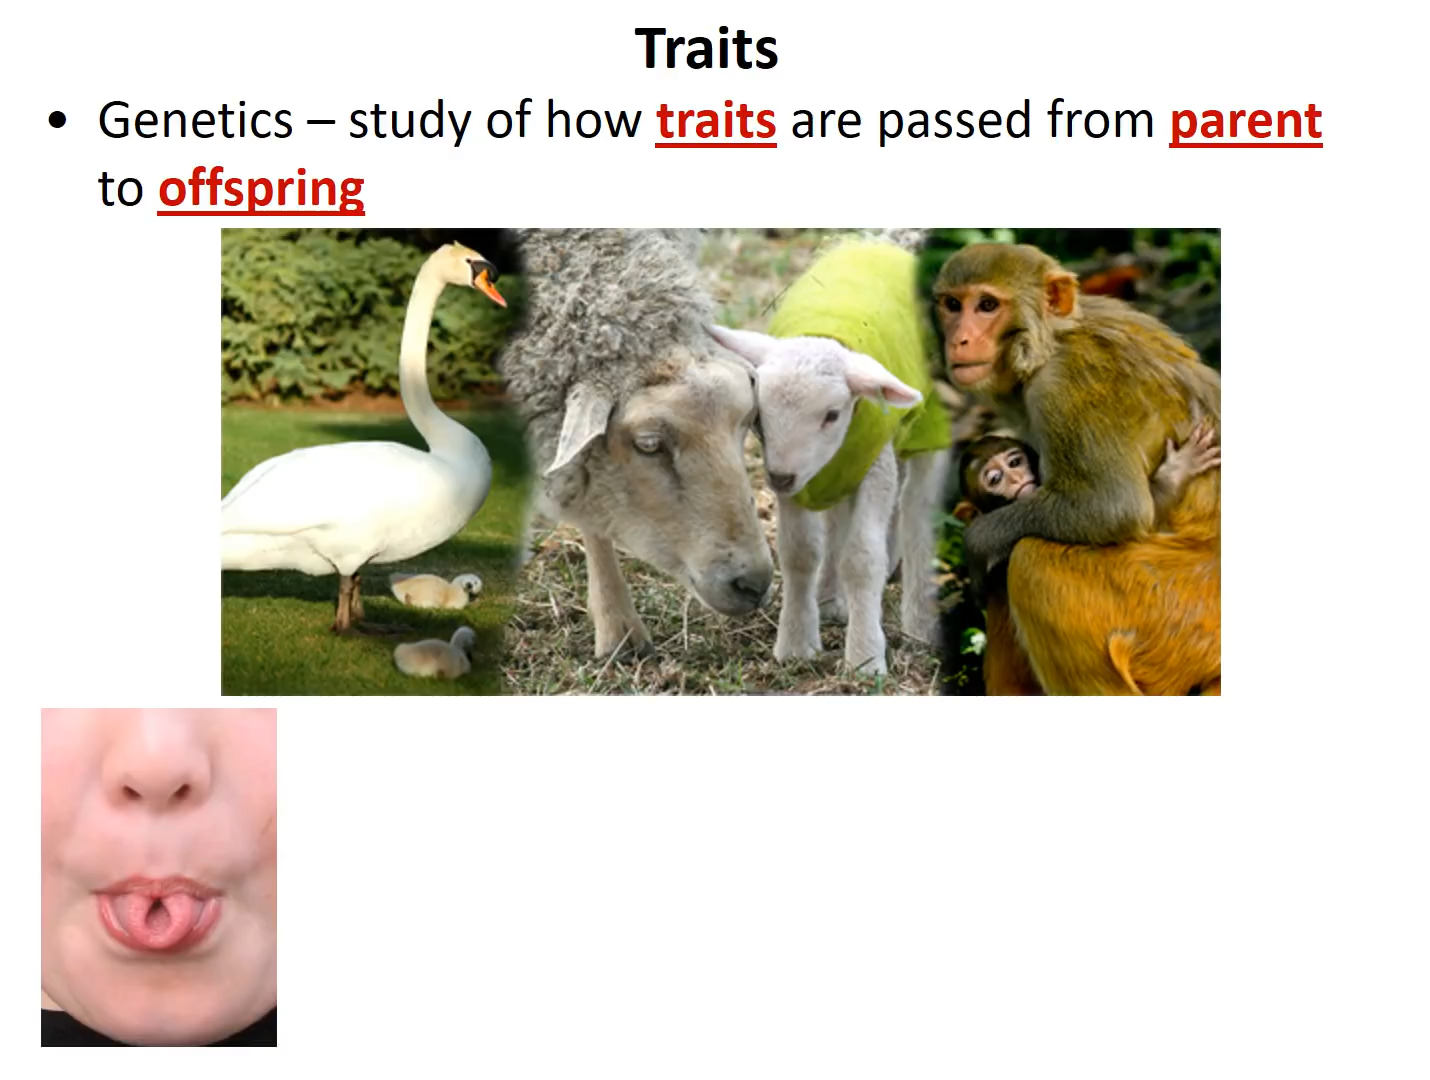 Traits
• Genetics – study of how traits are passed from parent
to offspring